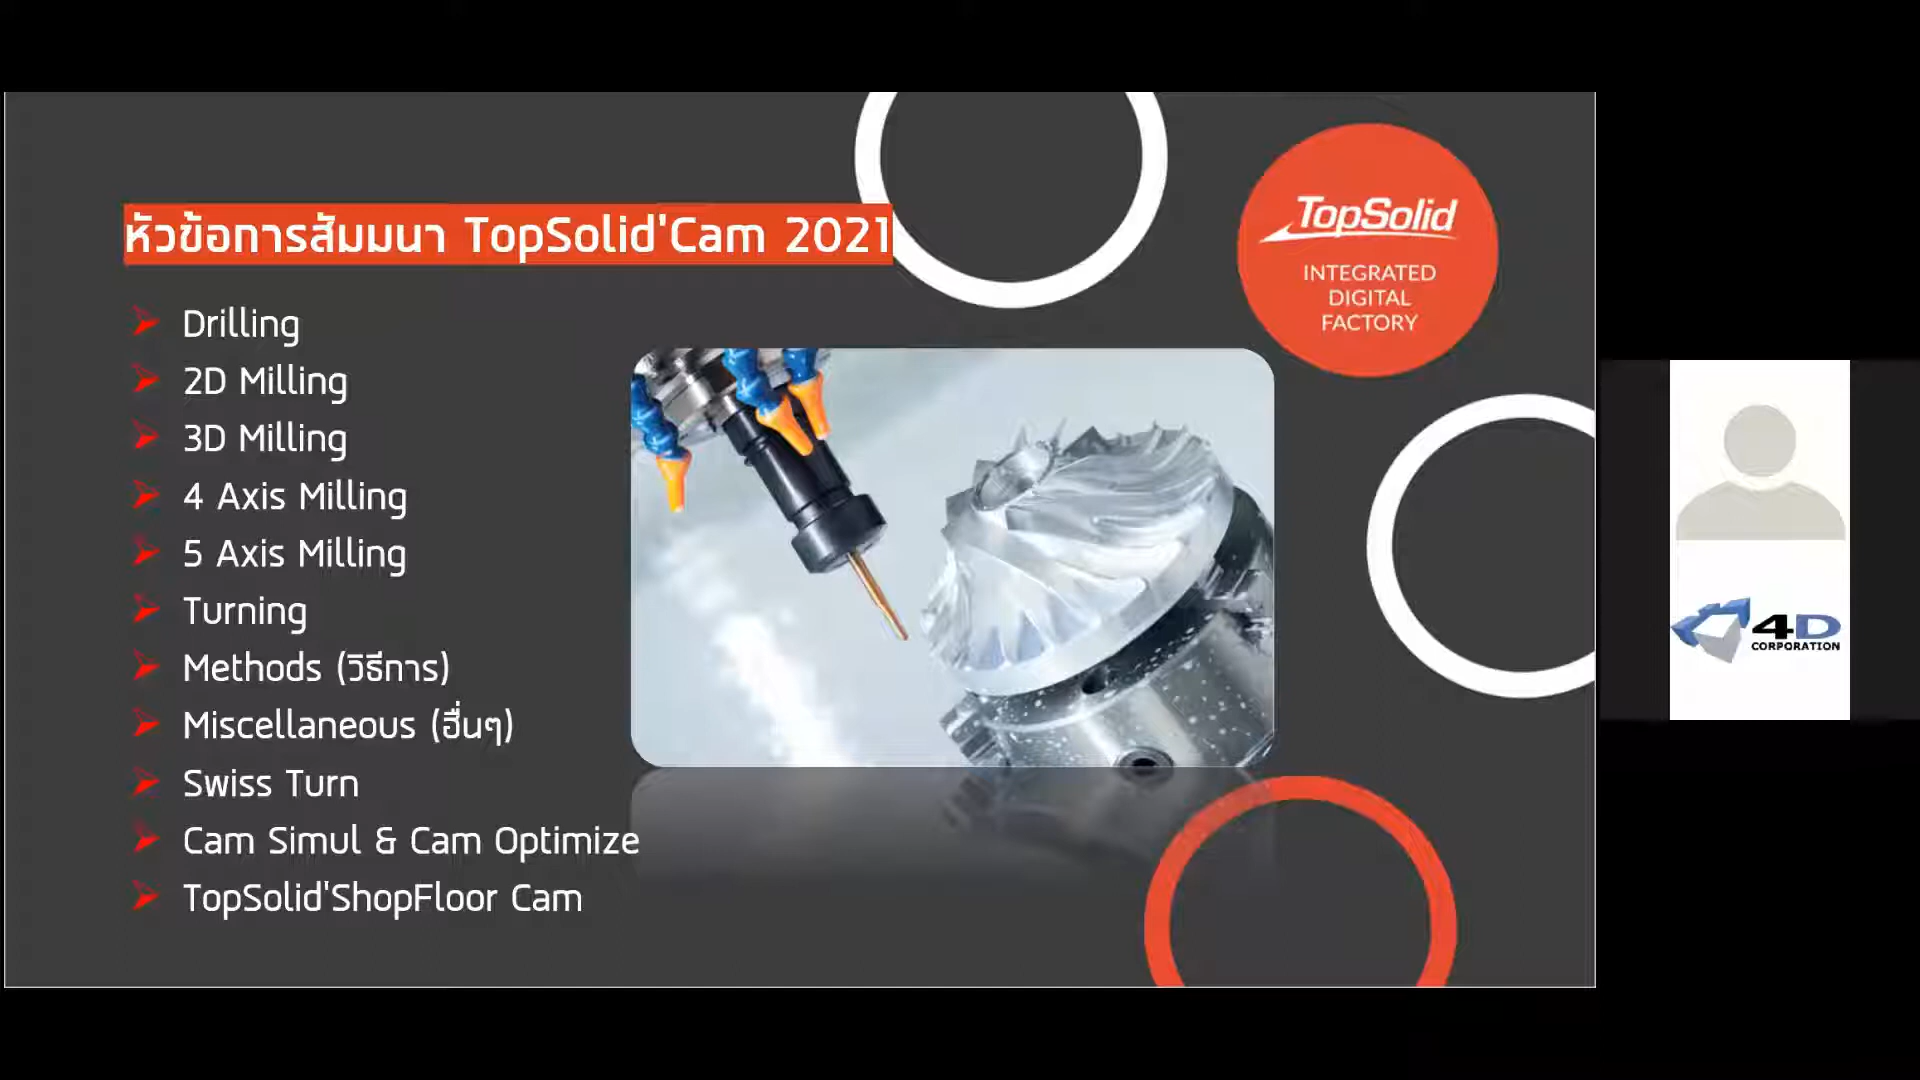 หัวข้อการสัมมนา TopSolid'Cam 2021
Drilling
2D Milling
3D Milling
4 Axis Milling
5 Axis Milling
Turning
Methods (วิธีการ)
Miscellaneous (อื่นๆ)
Swiss Turn
Cam Simul & Cam Optimize
TopSolid'ShopFloor Cam
TopSolid
INTEGRATED
DIGITAL
FACTORY
4D
CORPORATION